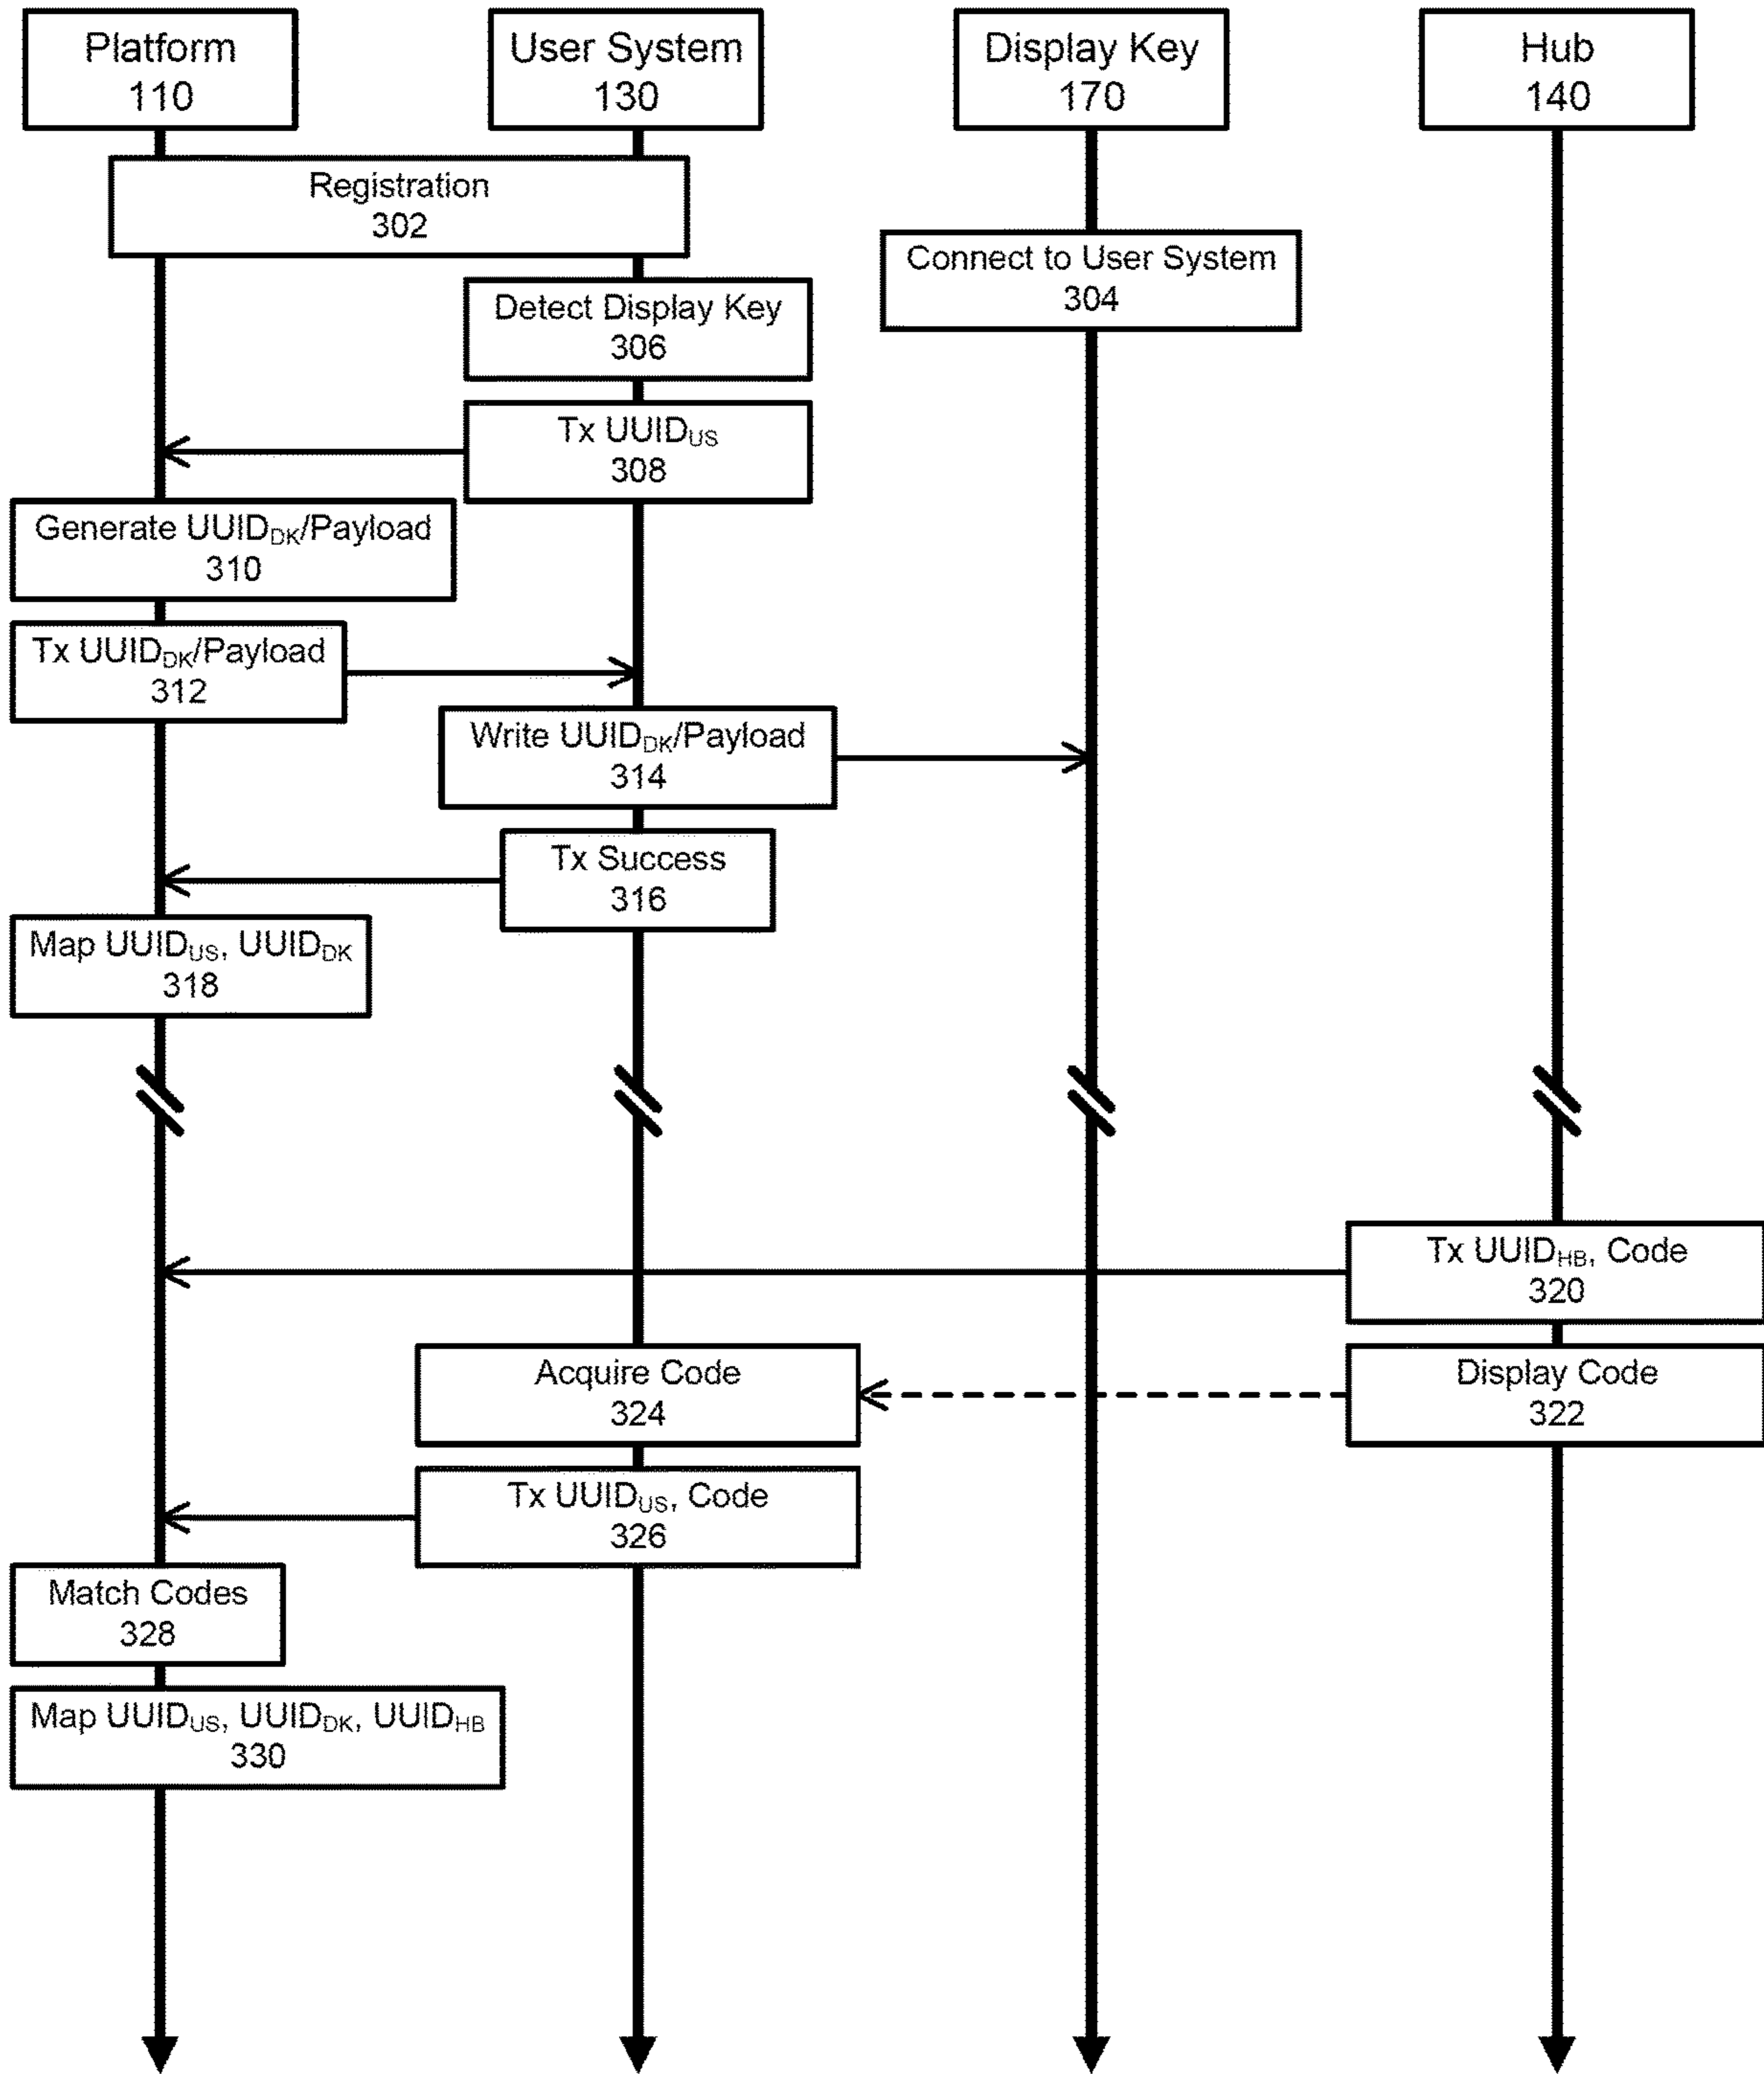 Platform
110
User System
130
Display Key
170
Hub
140
Registration
302
Connect to User System
304
Detect Display Key
306
Tx UUIDUS
308
Generate UUIDDK/Payload
310
Tx UUIDDK/Payload
312
Write UUIDDK/Payload
314
Tx Success
316
Map UUIDUS, UUIDDK
318
Tx UUIDHB, Code
320
Display Code
322
Acquire Code
324
Tx UUIDUS, Code
326
Match Codes
328
Map UUIDUS, UUIDDK, UUIDHB
330